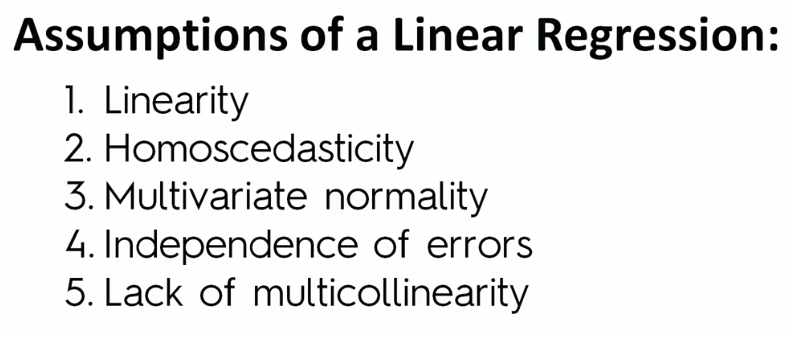 Assumptions of a Linear Regression:
1. Linearity
2. Homoscedasticity
3. Multivariate normality
4. Independence of errors
5. Lack of multicollinearity